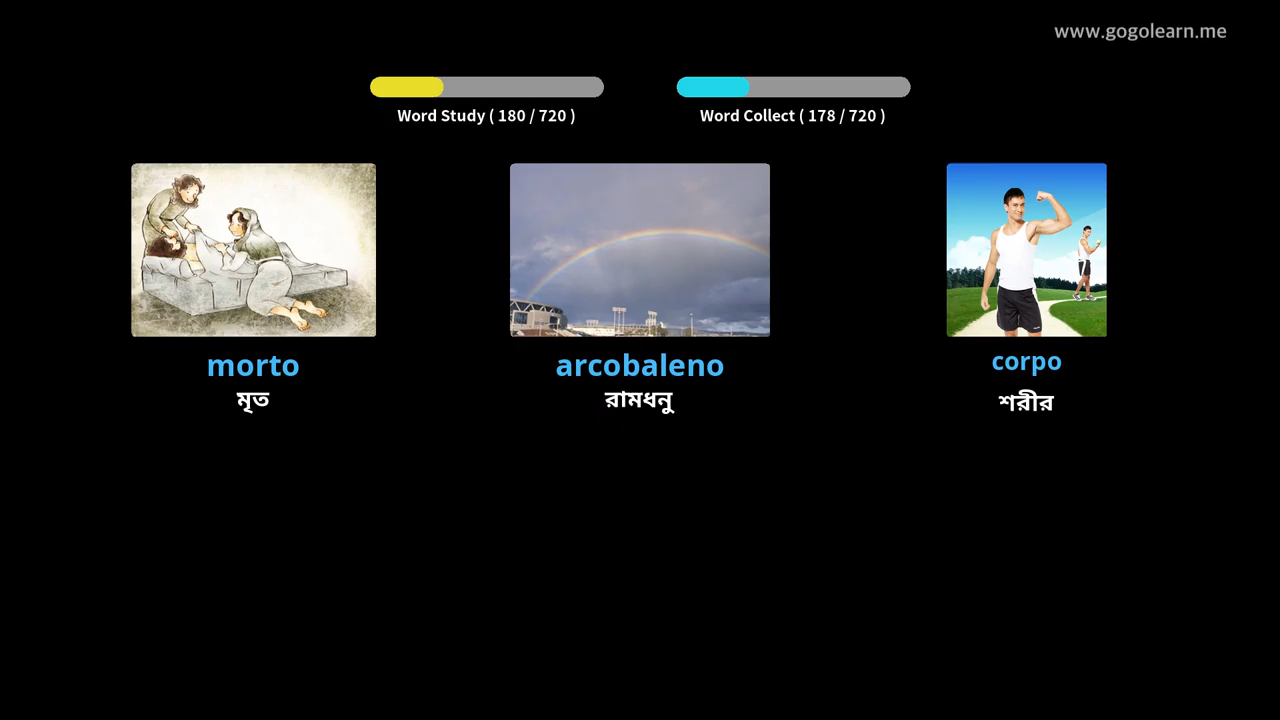 www.gogolearn.me
Word Study ( 180 / 720 )
Word Collect ( 178 / 720 )
morto
arcobaleno
corpo
মৃত
রামধনু
শরীর